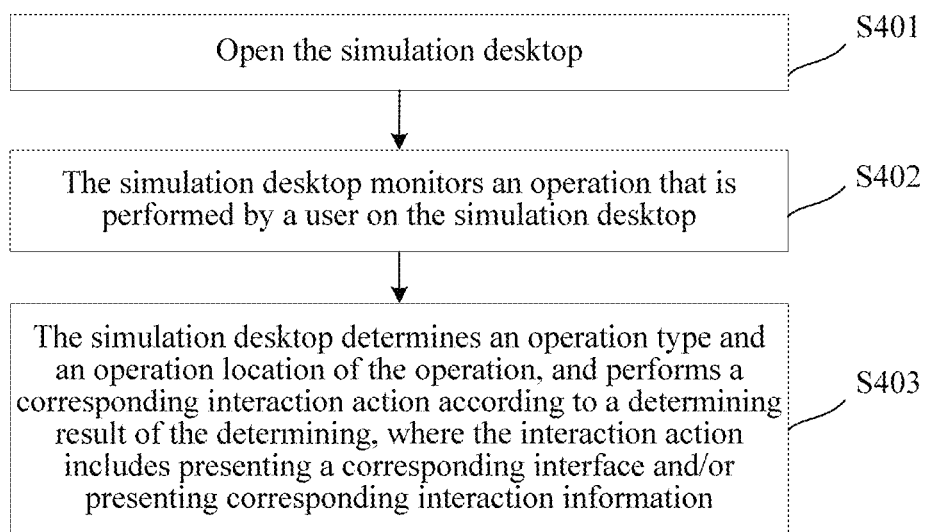 Open the simulation desktop
S401
The simulation desktop monitors an operation that is
performed by a user on the simulation desktop
S402
The simulation desktop determines an operation type and
an operation location of the operation, and performs a
corresponding interaction action according to a determining
result of the determining, where the interaction action
includes presenting a corresponding interface and/or
presenting corresponding interaction information
S403